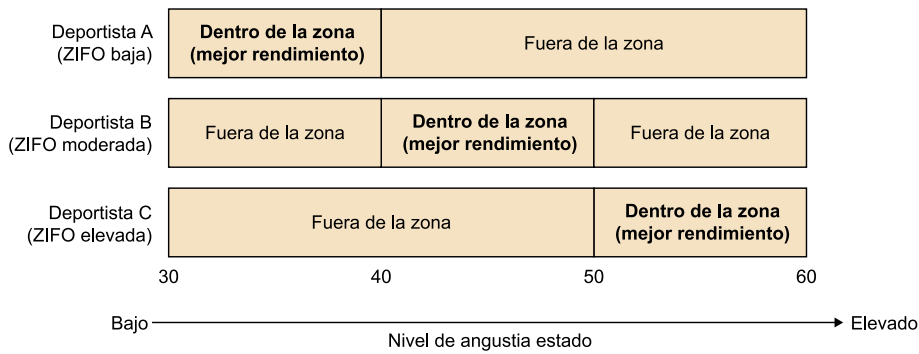 Deportista A
(ZIFO baja)
Dentro de la zona
(mejor rendimiento)
Fuera de la zona
Deportista B
(ZIFO moderada)
Fuera de la zona
Dentro de la zona
(mejor rendimiento)
Fuera de la zona
Deportista C
(ZIFO elevada)
Fuera de la zona
Dentro de la zona
(mejor rendimiento)
30 40 50 60
Bajo Elevado
Nivel de angustia estado